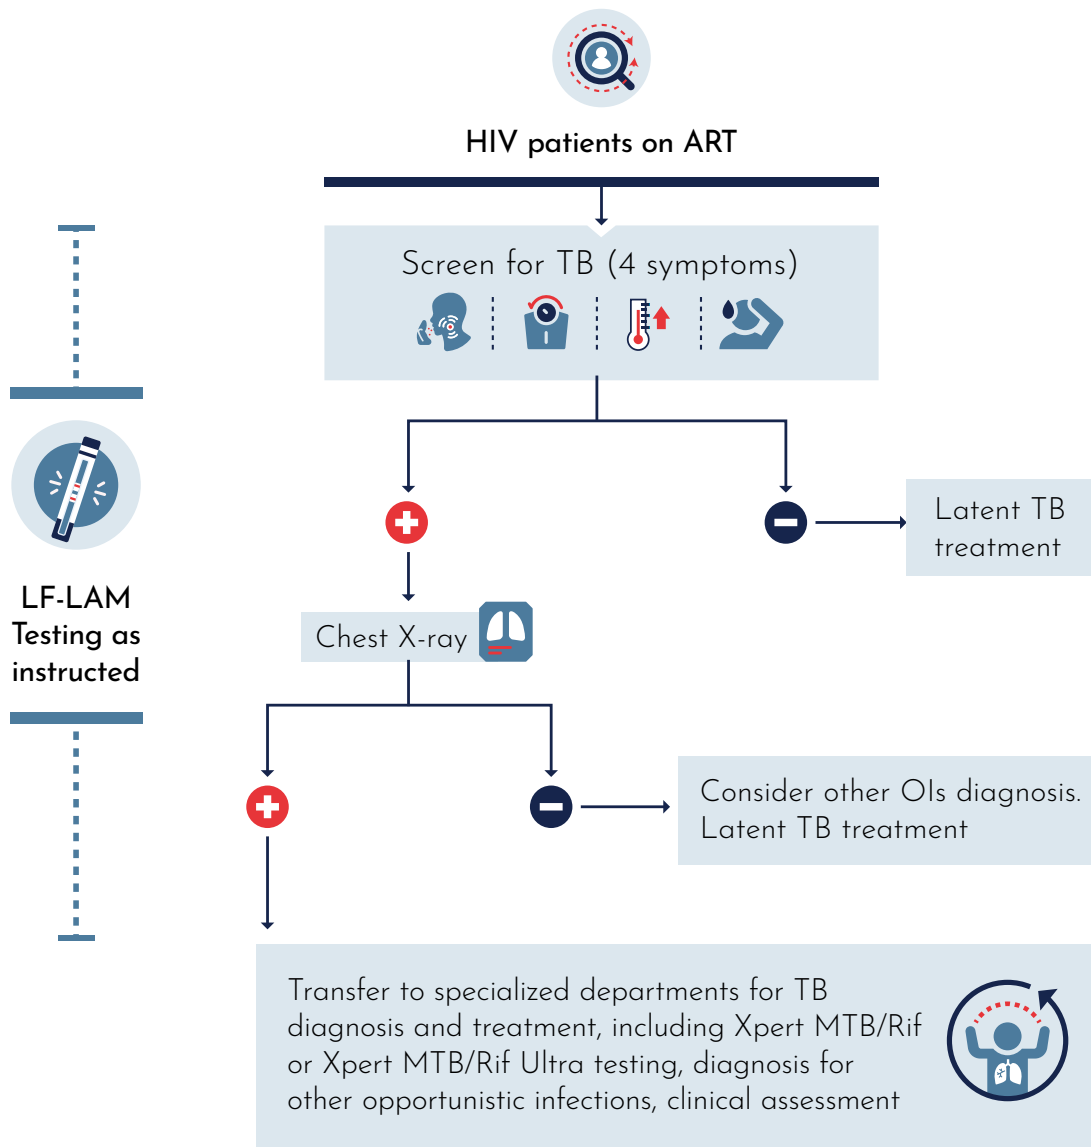 HIV patients on ART
Screen for TB (4 symptoms)
LF-LAM
Testing as
instructed
Latent TB
treatment
Chest X-ray
Consider other OIs diagnosis.
Latent TB treatment
Transfer to specialized departments for TB
diagnosis and treatment, including Xpert MTB/Rif
or Xpert MTB/Rif Ultra testing, diagnosis for
other opportunistic infections, clinical assessment